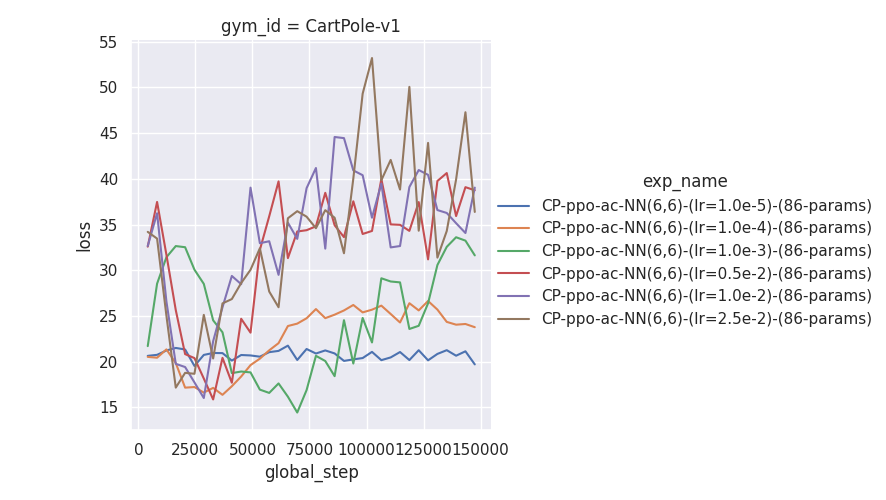 gym_id = CartPole-v1
55
50
45
40
35
30
25
20
15
loss
0
25000
50000
75000
100000
125000
150000
global_step
exp_name
CP-ppo-ac-NN(6,6)-(lr=1.0e-5)-(86-params)
CP-ppo-ac-NN(6,6)-(lr=1.0e-4)-(86-params)
CP-ppo-ac-NN(6,6)-(lr=1.0e-3)-(86-params)
CP-ppo-ac-NN(6,6)-(lr=0.5e-2)-(86-params)
CP-ppo-ac-NN(6,6)-(lr=1.0e-2)-(86-params)
CP-ppo-ac-NN(6,6)-(lr=2.5e-2)-(86-params)